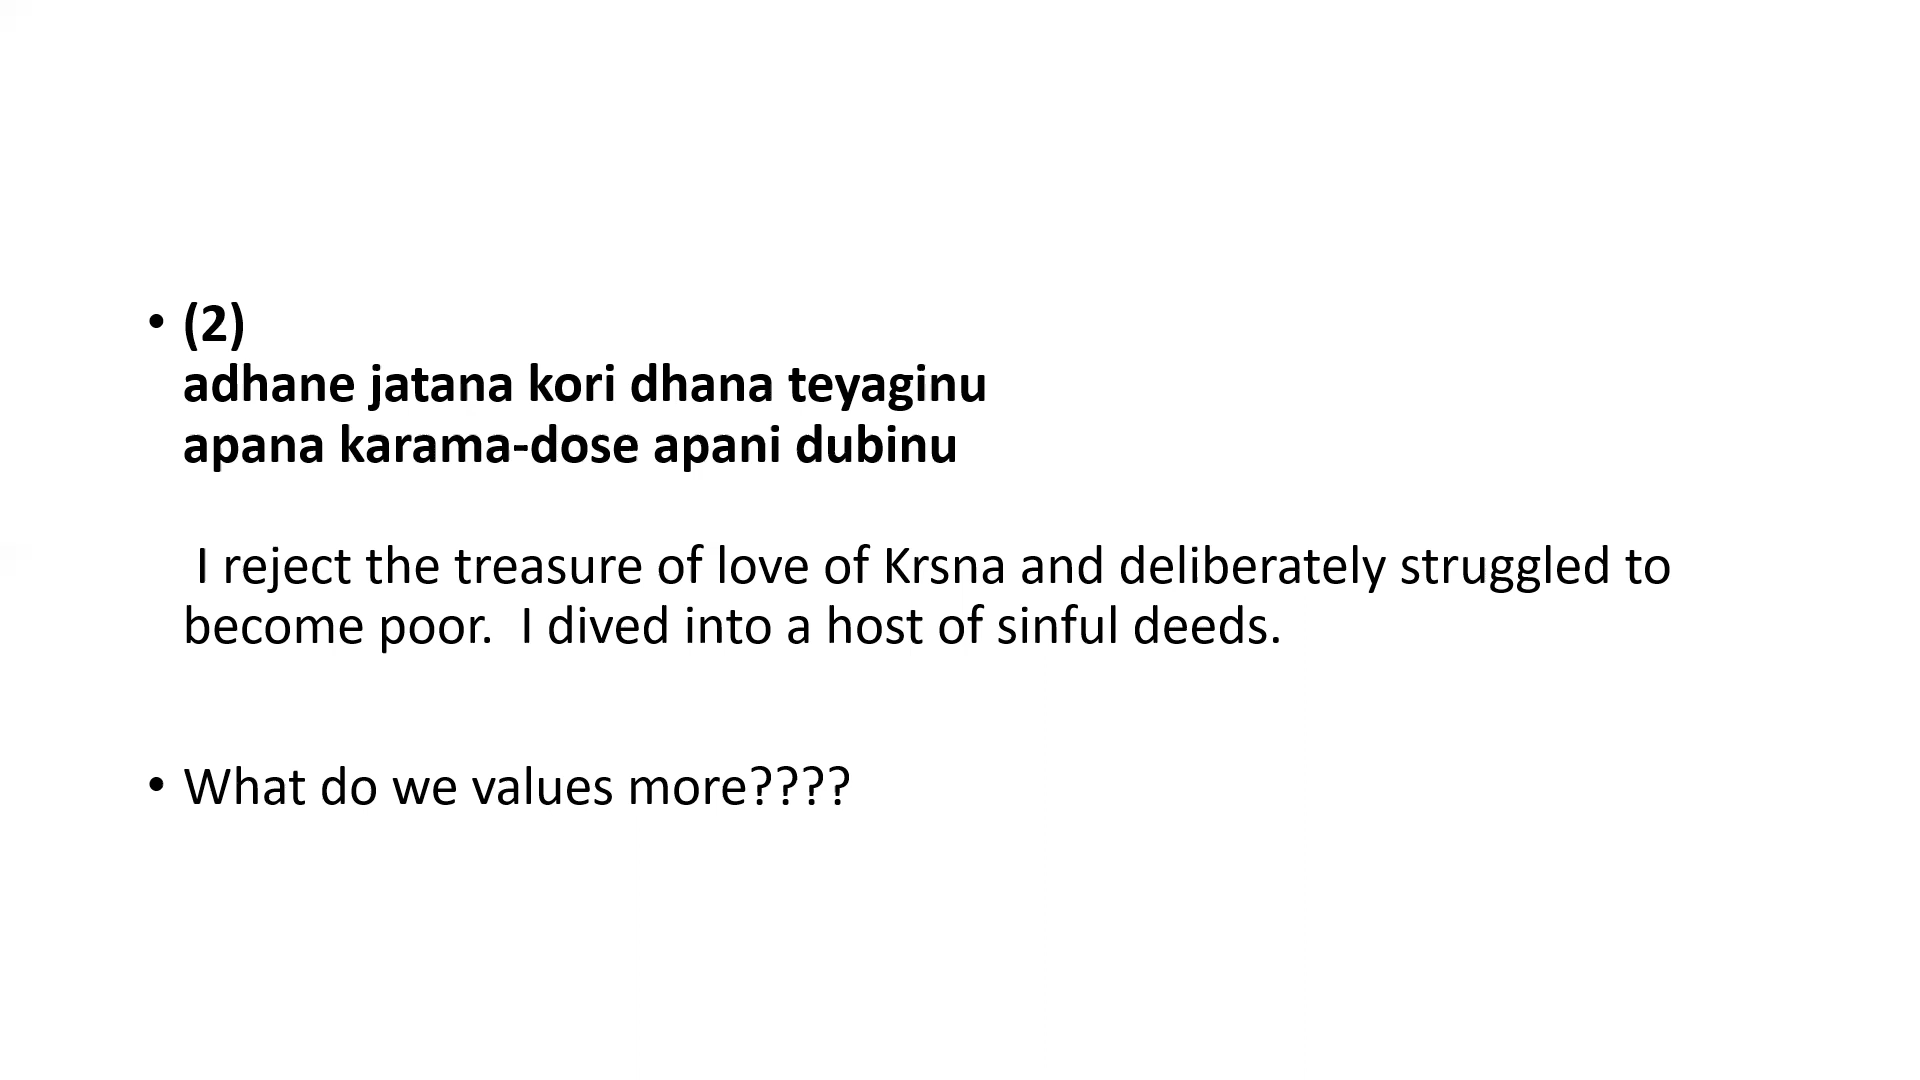 • (2)
adhane jatana kori dhana teyaginu
apana karama-dose apani dubinu
I reject the treasure of love of Krsna and deliberately struggled to
become poor.  I dived into a host of sinful deeds.
• What do we values more????